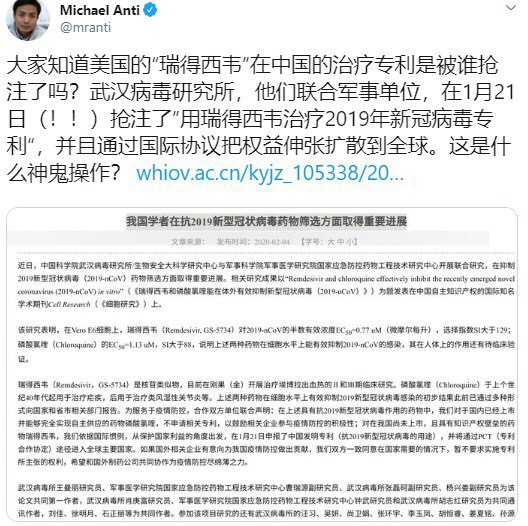 Michael Anti
@mranti
大家知道美国的“瑞得西韦”在中国的治疗专利是被谁抢
注了吗？武汉病毒研究所，他们联合军事单位，在1月21
日（！！）抢注了"用瑞得西韦治疗2019年新冠病毒专
利“，并且通过国际协议把权益伸张扩散到全球。这是什
么神鬼操作？ whiov.ac.cn/kyjz_105338/20...
我国学者在抗2019新型冠状病毒药物筛选方面取得重要进展
文章来源： 发布时间：2020-02-04 【字号：大 中 小】
近日，中国科学院武汉病毒研究所/生物安全大科学研究中心与军事科学院军事医学研究院国家应急防控药物工程技术研究中心开展联合研究，在抑制
2019新型冠状病毒（2019-nCoV）药物筛选方面取得重要进展。相关研究成果以“Remdesivir and chloroquine effectively inhibit the recently emerged novel
coronavirus (2019-nCoV) in vitro”（《瑞得西韦和磷酸氯喹能在体外有效抑制新型冠状病毒（2019-nCoV）》）为题发表在中国自主知识产权的国际知名
学术期刊Cell Research（《细胞研究》）上。
该研究表明，在Vero E6细胞上，瑞得西韦（Remdesivir, GS-5734）对2019-nCoV的半数有效浓度EC50=0.77 uM（微摩尔每升），选择指数SI大于129；
磷酸氯喹（Chloroquine）的EC50=1.13 uM，SI大于88，说明上述两种药物在细胞水平上能有效抑制2019-nCoV的感染，其在人体上的作用还有待临床验
证。
瑞得西韦（Remdesivir，GS-5734）是核苷类似物，目前在刚果（金）开展治疗埃博拉出血热的II和III期临床研究。磷酸氯喹（Chloroquine）于上个世
纪40年代起用于治疗疟疾，后用于治疗类风湿性关节炎等。上述两种药物在细胞水平上有效抑制2019新型冠状病毒感染的初步结果此前已通过多种
形式向国家和省市相关部门报告。为服务于疫情防控，合作双方单位联合声明：在上述具有抗2019新型冠状病毒作用的药物中，我们对于国内已经上市
并能够完全实现自主供应的药物磷酸氯喹，不申请相关专利，以鼓励相关企业参与疫情防控的积极性；对在我国尚未上市，且具有知识产权壁垒的药
物瑞得西韦，我们依据国际惯例，从保护国家利益的角度出发，在1月21日申报了中国发明专利（抗2019新型冠状病毒的用途），并将通过PCT（专利
合作协定）途径进入全球主要国家。如果国外相关企业有意向为我国疫情防控做出贡献，我们双方一致同意在国家需要的情况下，暂不要求实施专利
所主张的权利，希望和国外制药公司共同协作为疫情防控尽绵薄之力。
武汉病毒所王曼丽研究员、军事医学研究院国家应急防控药物工程技术研究中心曹瑞源副研究员、武汉病毒所张磊砢副研究员、杨兴娄副研究员为该
论文共同第一作者，武汉病毒所肖庚富研究员、军事医学研究院国家应急防控药物工程技术研究中心钟武研究员和武汉病毒所胡志红研究员为共同通
讯作者，刘佳、徐明月、石正丽等为共同作者。参加该项目研究的还有武汉病毒所的汪习、吴妍、尚卫娟、张环宇、李玉凤、胡恒睿、姜夏铭、孙源